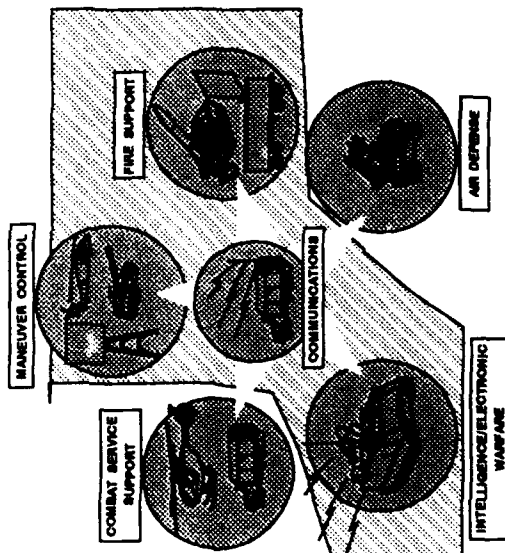 MANEUVER CONTROL
FIRE SUPPORT
COMBAT SERVICE
SUPPORT
COMMUNICATIONS
AIR DEFENSE
INTELLIGENCE/ELECTRONIC
WARFARE